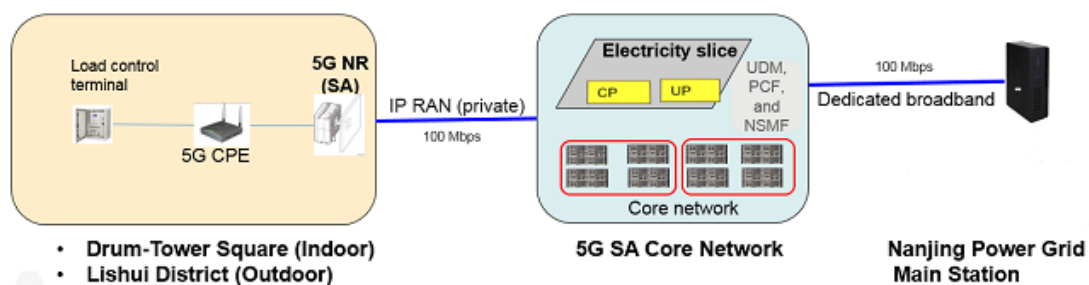 Load control
terminal
5G CPE
5G NR
(SA)
IP RAN (private)
100 Mbps
Electricity slice
CP
UP
UDM,
PCF,
and
NSMF
Core network
100 Mbps
Dedicated broadband
• Drum-Tower Square (Indoor)
• Lishui District (Outdoor)
5G SA Core Network
Nanjing Power Grid
Main Station